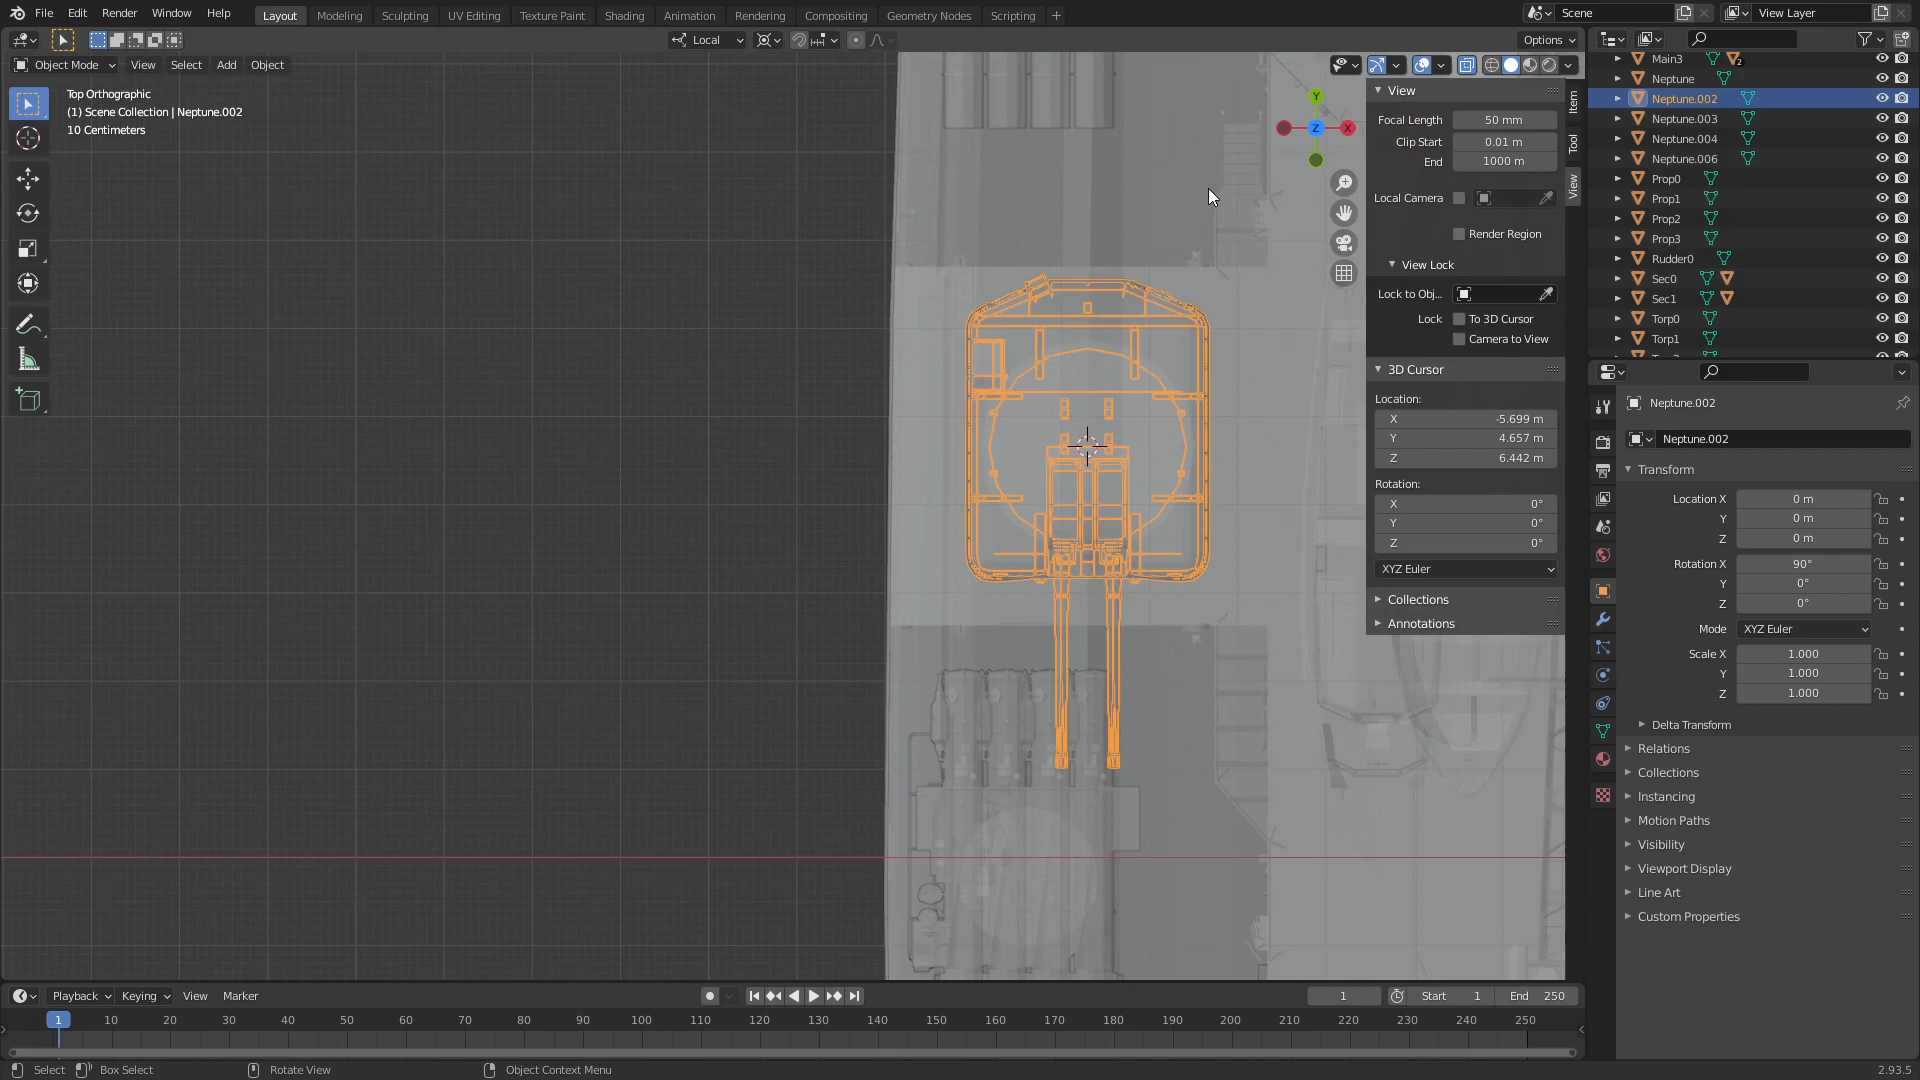 File Edit Render Window Help Layout Modeling Sculpting UV Editing Texture Paint Shading Animation Rendering Compositing Geometry Nodes Scripting + Scene View Layer
Local Options
Object Mode View Select Add Object
Top Orthographic
(1) Scene Collection | Neptune.002
10 Centimeters
Y
Z
X
View
Focal Length 50 mm
Clip Start 0.01 m
End 1000 m
Local Camera
Render Region
View Lock
Lock to Obj...
Lock To 3D Cursor
Camera to View
3D Cursor
Location:
X -5.699 m
Y 4.657 m
Z 6.442 m
Rotation:
X 0°
Y 0°
Z 0°
XYZ Euler
Collections
Annotations
Item
Tool
View
Main3 2
Neptune
Neptune.002
Neptune.003
Neptune.004
Neptune.006
Prop0
Prop1
Prop2
Prop3
Rudder0
Sec0
Sec1
Torp0
Torp1
Neptune.002
Neptune.002
Transform
Location X 0 m
Y 0 m
Z 0 m
Rotation X 90°
Y 0°
Z 0°
Mode XYZ Euler
Scale X 1.000
Y 1.000
Z 1.000
Delta Transform
Relations
Collections
Instancing
Motion Paths
Visibility
Viewport Display
Line Art
Custom Properties
Playback Keying View Marker 1 Start 1 End 250
1 10 20 30 40 50 60 70 80 90 100 110 120 130 140 150 160 170 180 190 200 210 220 230 240 250
Select Box Select Rotate View Object Context Menu 2.93.5